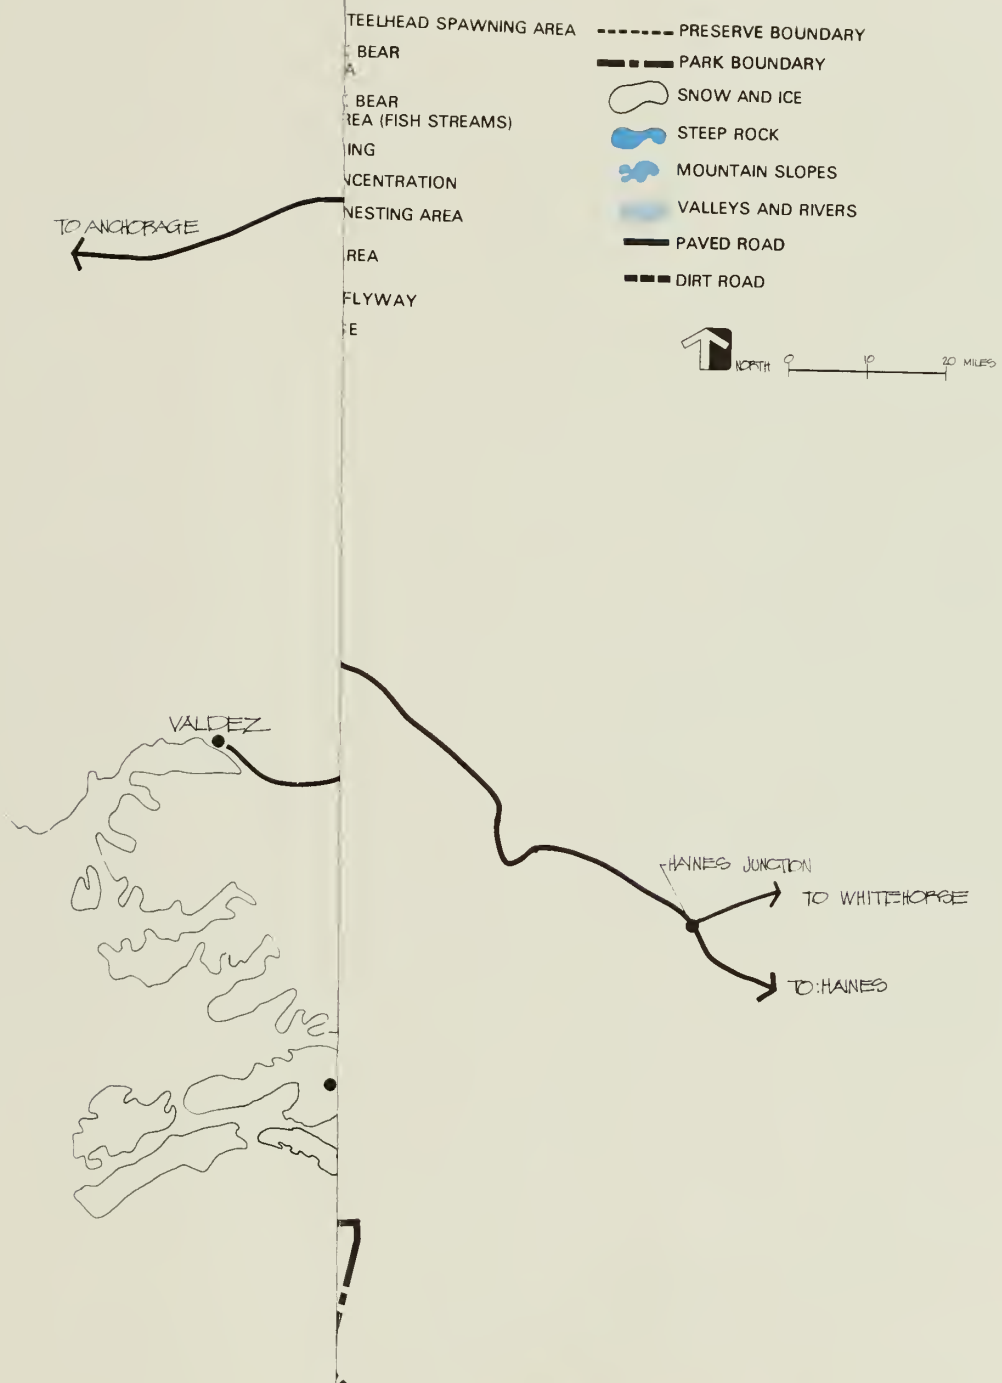 TEELHEAD SPAWNING AREA
BEAR
A
BEAR
REA (FISH STREAMS)
ING
NCENTRATION
NESTING AREA
REA
FLYWAY
E
PRESERVE BOUNDARY
PARK BOUNDARY
SNOW AND ICE
STEEP ROCK
MOUNTAIN SLOPES
VALLEYS AND RIVERS
PAVED ROAD
DIRT ROAD
NORTH 0 10 20 MILES
TO ANCHORAGE
VALDEZ
HAINES JUNCTION
TO WHITEHORSE
TO:HAINES